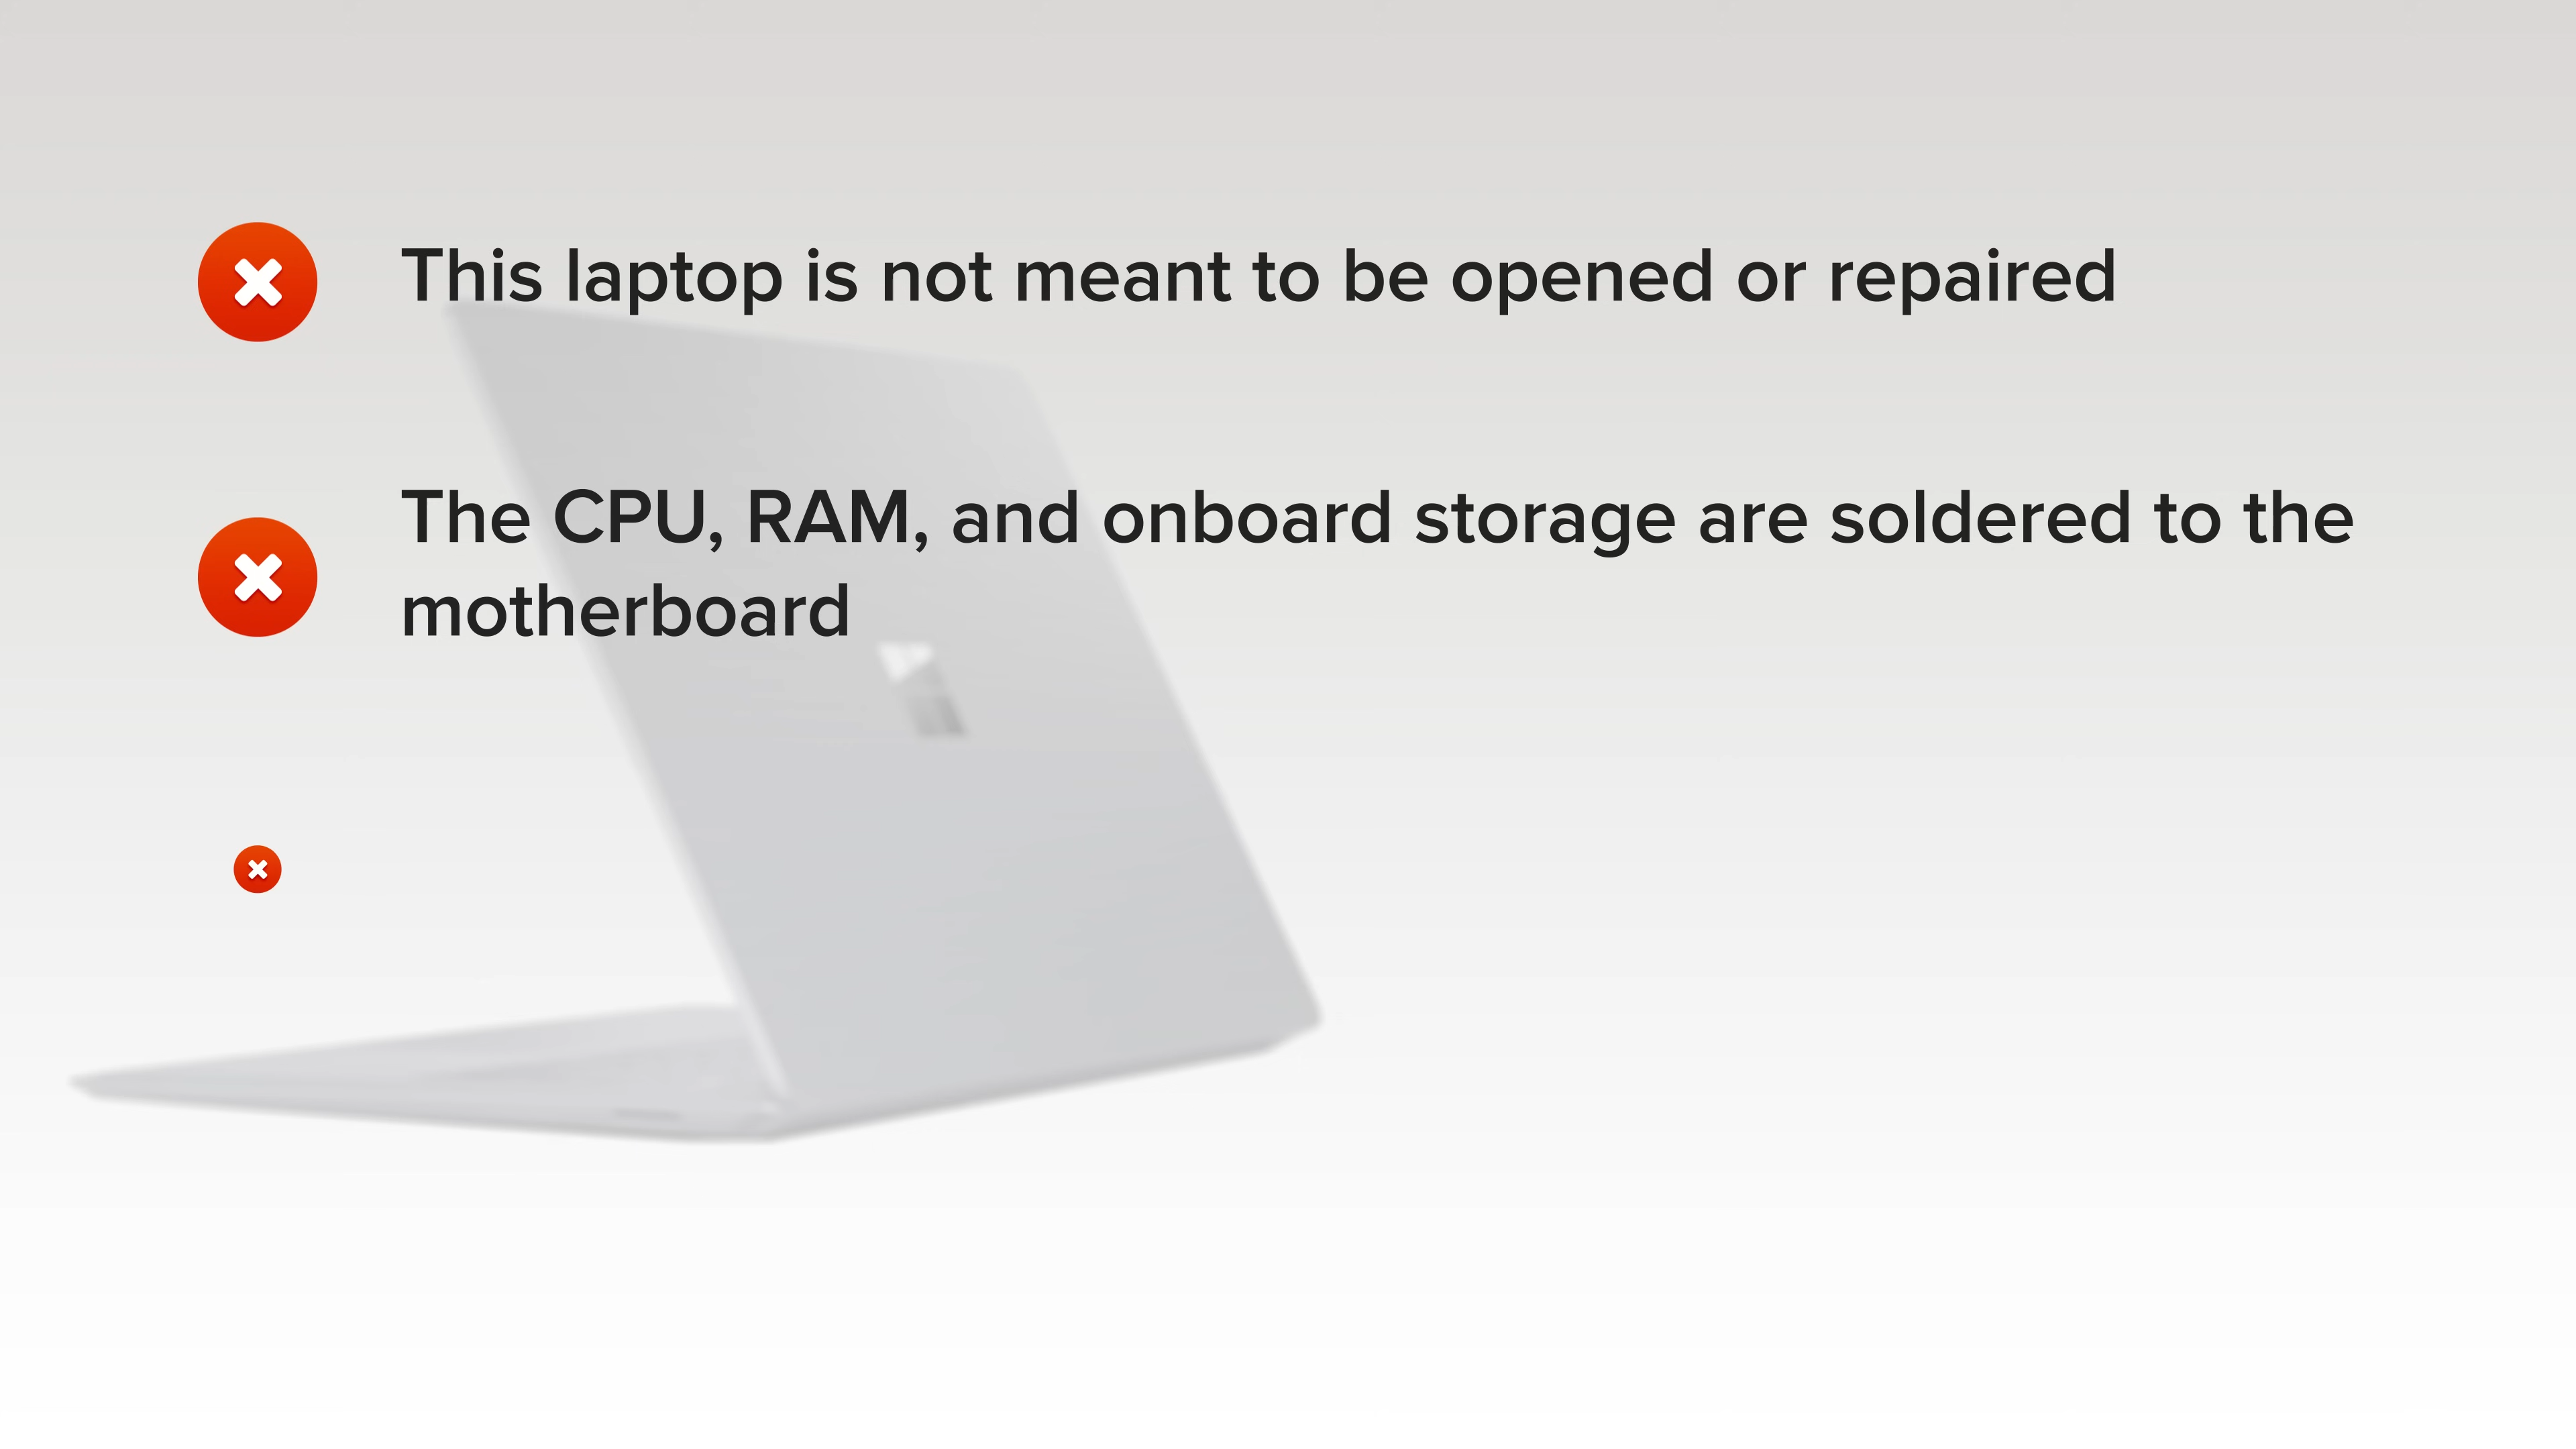 This laptop is not meant to be opened or repaired
The CPU, RAM, and onboard storage are soldered to the
motherboard